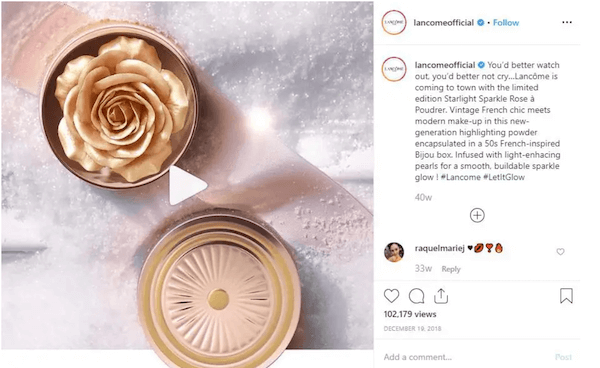 lancomeofficial • Follow
lancomeofficial You'd better watch
out, you'd better not cry...Lancôme is
coming to town with the limited
edition Starlight Sparkle Rose à
Poudrer. Vintage French chic meets
modern make-up in this new-
generation highlighting powder
encapsulated in a 50s French-inspired
Bijou box. Infused with light-enhacing
pearls for a smooth, buildable sparkle
glow ! #Lancome #LetItGlow
40w
raquelmariej
33w Reply
102,179 views
DECEMBER 19, 2018
Add a comment... Post